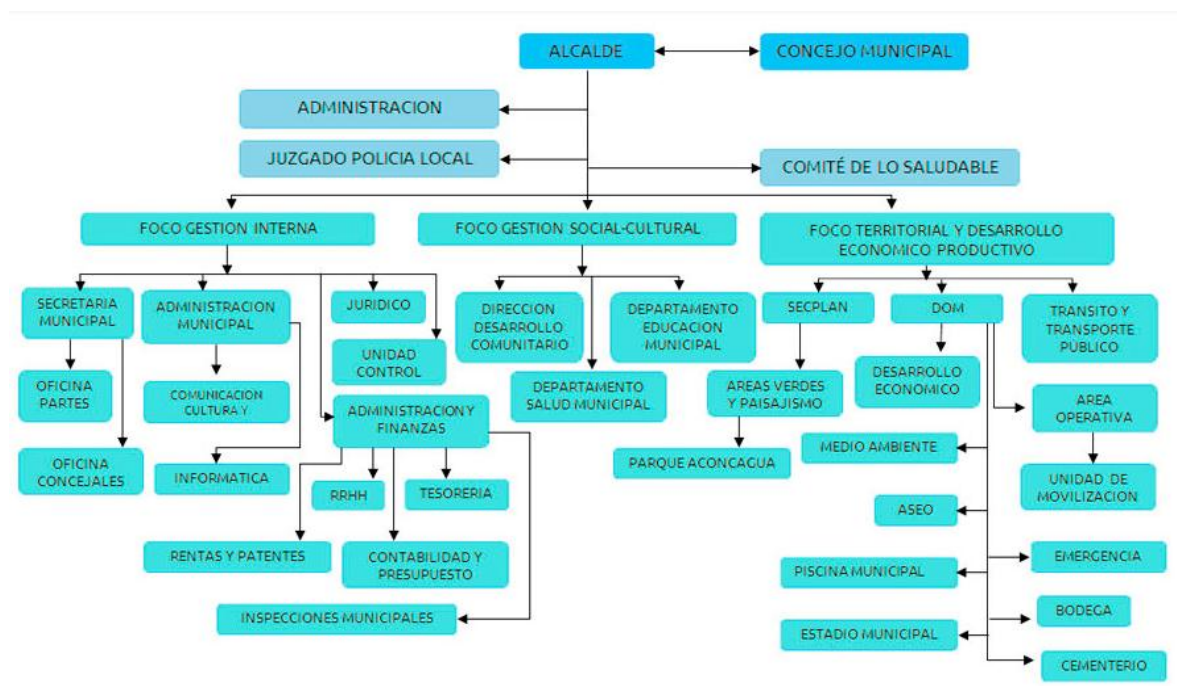 ALCALDE
CONCEJO MUNICIPAL
ADMINISTRACION
JUZGADO POLICIA LOCAL
COMITÉ DE LO SALUDABLE
FOCO GESTION INTERNA
FOCO GESTION SOCIAL-CULTURAL
FOCO TERRITORIAL Y DESARROLLO
ECONOMICO PRODUCTIVO
SECRETARIA
MUNICIPAL
ADMINISTRACION
MUNICIPAL
JURIDICO
UNIDAD
CONTROL
OFICINA
PARTES
COMUNICACION
CULTURA Y
ADMINISTRACION Y
FINANZAS
OFICINA
CONCEJALES
INFORMATICA
RRHH
TESORERIA
RENTAS Y PATENTES
CONTABILIDAD Y
PRESUPUESTO
INSPECCIONES MUNICIPALES
DIRECCION
DESARROLLO
COMUNITARIO
DEPARTAMENTO
EDUCACION
MUNICIPAL
DEPARTAMENTO
SALUD MUNICIPAL
SECPLAN
DOM
TRANSITO Y
TRANSPORTE
PÚBLICO
AREAS VERDES
Y PAISAJISMO
DESARROLLO
ECONOMICO
PARQUE ACONCAGUA
MEDIO AMBIENTE
AREA
OPERATIVA
UNIDAD DE
MOVILIZACION
ASEO
EMERGENCIA
PISCINA MUNICIPAL
BODEGA
ESTADIO MUNICIPAL
CEMENTERIO